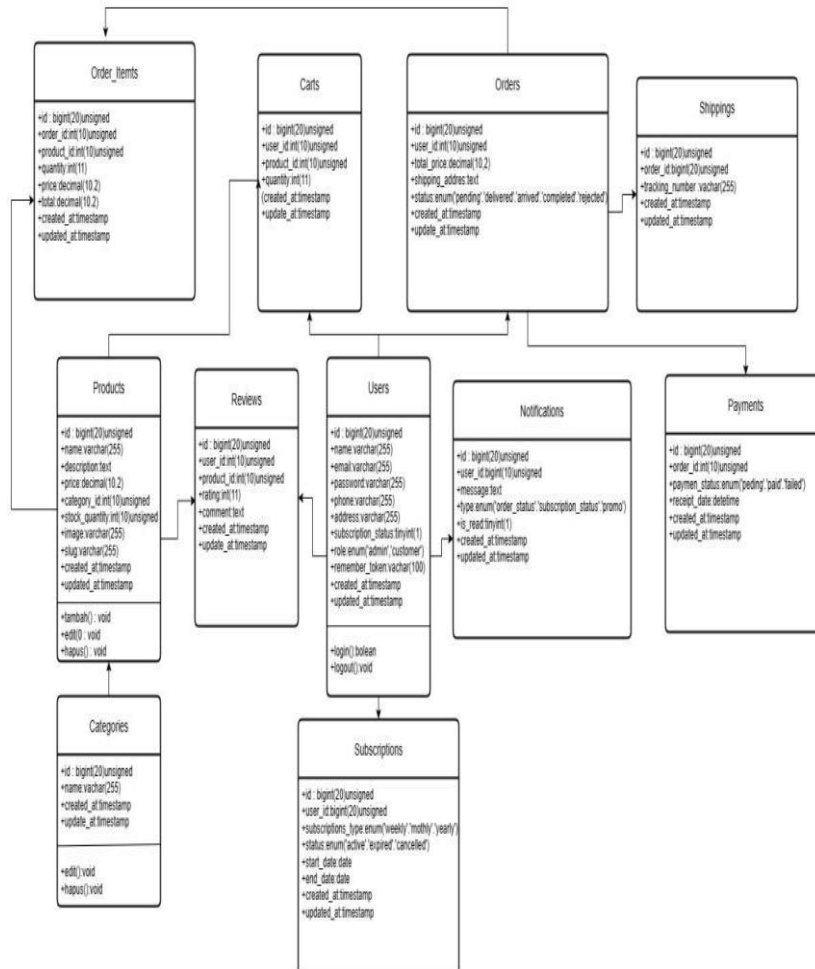 Order_Itemts
+id : bigint(20)unsigned
+order_id:int(10)unsigned
+product_id:int(10)unsigned
+quantity:int(11)
+price:decimal(10.2)
+total:decimal(10.2)
+created_at:timestamp
+updated_at:timestamp
Carts
+id : bigint(20)unsigned
+user_id:int(10)unsigned
+product_id:int(10)unsigned
+quantity:int(11)
(created_at:timestamp
+update_at:timestamp
Orders
+id : bigint(20)unsigned
+user_id:int(10)unsigned
+total_price:decimal(10,2)
+shipping_addres:text
+status:enum('pending'.'delivered'.arrived'.'completed'.'rejected')
+created_at:timestamp
+update_at:timestamp
Shippings
+id : bigint(20)unsigned
+order_id:bigint(20)unsigned
+tracking_number :vachar(255)
+created_at:timestamp
+updated_at:timestamp
Products
+id : bigint(20)unsigned
+name:varchar(255)
+description:text
+price:decimal(10.2)
+category_id:int(10)unsigned
+stock_quantity:int(10)unsigned
+image:varchar(255)
+slug:varchar(255)
+created_at;timestamp
+updated_at:timestamp
+tambah() : void
+edit(0 : void
+hapus() : void
Reviews
+id : bigint(20)unsigned
+user_id:int(10)unsigned
+product_id:int(10)unsigned
+rating:int(11)
+comment:text
+created_at:timestamp
+update_at:timestamp
Users
+id : bigint(20)unsigned
+name:varchar(255)
+email:varchar(255)
+password:varchar(255)
+phone:varchar(255)
+address:varchar(255)
+subscription_status:tinyint(1)
+role:enum('admin'.'customer')
+remember_token:vachar(100)
+created_at:timestamp
+updated_at:timestamp
+login():bolean
+logout():void
Notifications
+id : bigint(20)unsigned
+user_id:bigint(10)unsigned
+message:text
+type:enum('order_status'.'subscription_status'.'promo')
+is_read:tinyint(1)
+created_at:timestamp
+updated_at:timestamp
Payments
+id : bigint(20)unsigned
+order_id:int(10)unsigned
+paymen_status:enum('peding'.'paid'.'failed')
+receipt_date:detetime
+created_at:timestamp
+updated_at:timestamp
Categories
+id : bigint(20)unsigned
+name:vachar(255)
+created_at:timestamp
+update_at:timestamp
+edit():void
+hapus():void
Subscriptions
+id : bigint(20)unsigned
+user_id:bigint(20)unsigned
+subscriptions_type:enum('weekly'.'mothly'.'yearly')
+status:enum('active'.'expired'.'cancelled')
+start_date:date
+end_date:date
+created_at:timestamp
+updated_at:timestamp